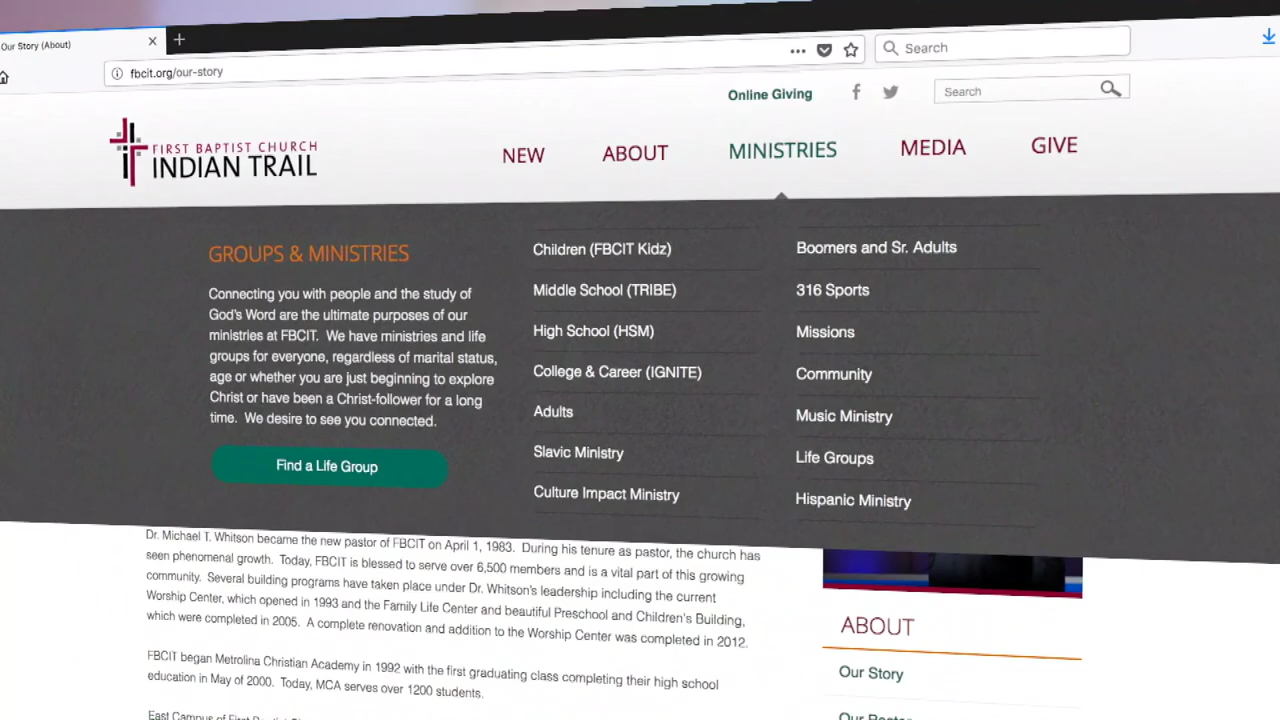 Our Story (About)
fbcit.org/our-story
Search
Online Giving
Search
FIRST BAPTIST CHURCH
INDIAN TRAIL
NEW
ABOUT
MINISTRIES
MEDIA
GIVE
GROUPS & MINISTRIES
Connecting you with people and the study of
God's Word are the ultimate purposes of our
ministries at FBCIT. We have ministries and life
groups for everyone, regardless of marital status,
age or whether you are just beginning to explore
Christ or have been a Christ-follower for a long
time. We desire to see you connected.
Find a Life Group
Children (FBCIT Kidz)
Middle School (TRIBE)
High School (HSM)
College & Career (IGNITE)
Adults
Slavic Ministry
Culture Impact Ministry
Boomers and Sr. Adults
316 Sports
Missions
Community
Music Ministry
Life Groups
Hispanic Ministry
Dr. Michael T. Whitson became the new pastor of FBCIT on April 1, 1983. During his tenure as pastor, the church has
seen phenomenal growth. Today, FBCIT is blessed to serve over 6,500 members and is a vital part of this growing
community. Several building programs have taken place under Dr. Whitson's leadership including the current
Worship Center, which opened in 1993 and the Family Life Center and beautiful Preschool and Children's Building,
which were completed in 2005. A complete renovation and addition to the Worship Center was completed in 2012.
FBCIT began Metrolina Christian Academy in 1992 with the first graduating class completing their high school
education in May of 2000. Today, MCA serves over 1200 students.
East Campus of First Baptist
ABOUT
Our Story
Our